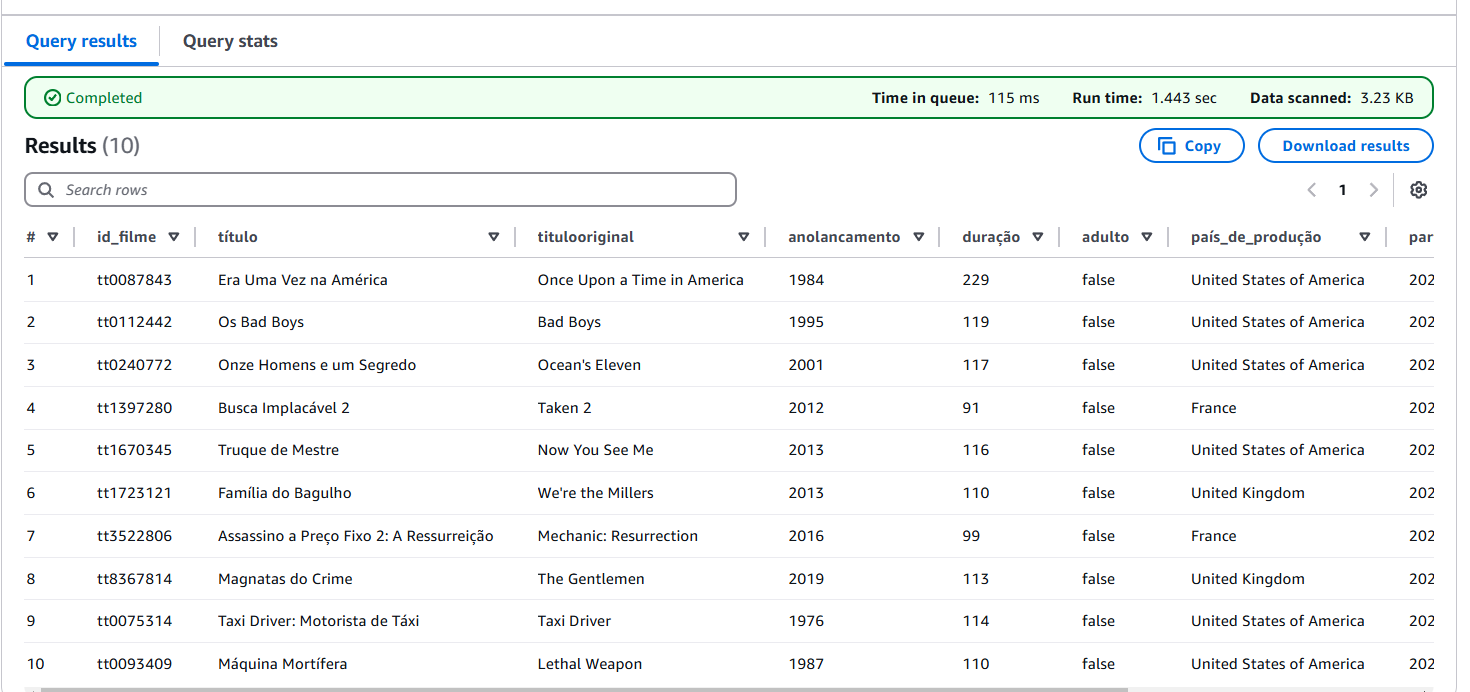 Query results Query stats
Completed Time in queue: 115 ms Run time: 1.443 sec Data scanned: 3.23 KB
Results (10) Copy Download results
Search rows 1
# id_filme título titulooriginal anolancamento duração adulto país_de_produção par
1 tt0087843 Era Uma Vez na América Once Upon a Time in America 1984 229 false United States of America 202
2 tt0112442 Os Bad Boys Bad Boys 1995 119 false United States of America 202
3 tt0240772 Onze Homens e um Segredo Ocean's Eleven 2001 117 false United States of America 202
4 tt1397280 Busca Implacável 2 Taken 2 2012 91 false France 202
5 tt1670345 Truque de Mestre Now You See Me 2013 116 false United States of America 202
6 tt1723121 Família do Bagulho We're the Millers 2013 110 false United Kingdom 202
7 tt3522806 Assassino a Preço Fixo 2: A Ressurreição Mechanic: Resurrection 2016 99 false France 202
8 tt8367814 Magnatas do Crime The Gentlemen 2019 113 false United Kingdom 202
9 tt0075314 Taxi Driver: Motorista de Táxi Taxi Driver 1976 114 false United States of America 202
10 tt0093409 Máquina Mortífera Lethal Weapon 1987 110 false United States of America 202